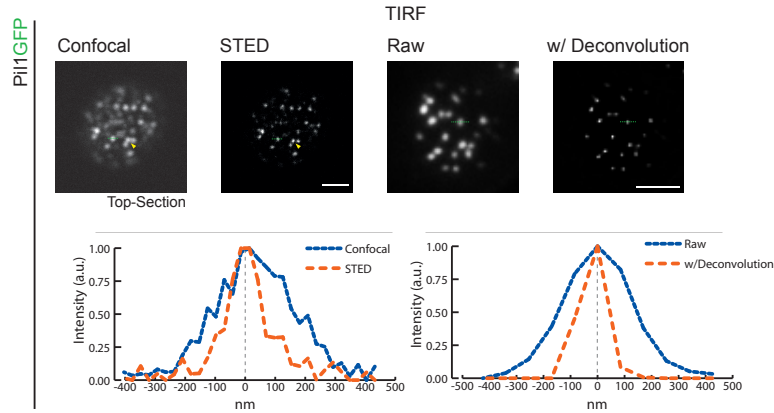 TIRF
Confocal
STED
Raw
w/ Deconvolution
Pil1GFP
Top-Section
Intensity (a.u.)
1.00
0.75
0.50
0.25
0.00
-400
-300
-200
-100
0
100
200
300
400
500
nm
Confocal
STED
Intensity (a.u.)
1.00
0.75
0.50
0.25
0.00
-500
-400
-300
-200
-100
0
100
200
300
400
500
nm
Raw
w/Deconvolution